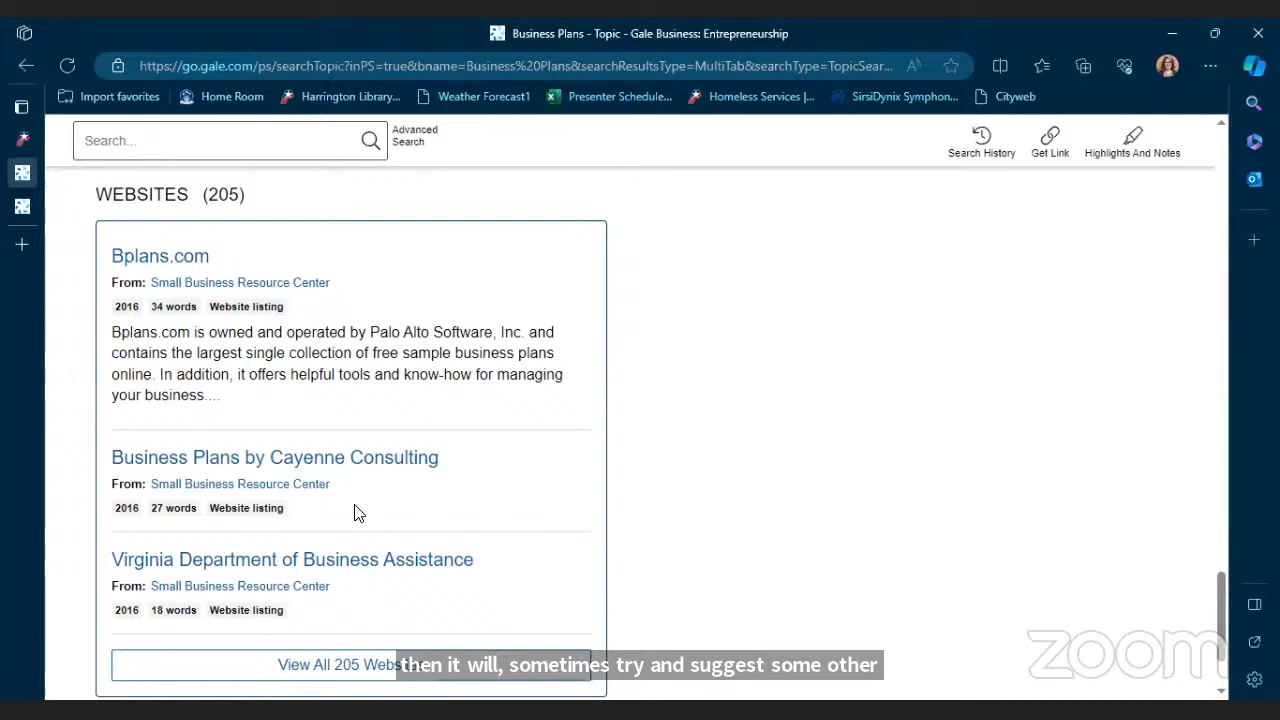 Business Plans - Topic - Gale Business: Entrepreneurship
https://go.gale.com/ps/searchTopic?inPS=true&bname=Business%20Plans&searchResultsType=MultiTab&searchType=TopicSear...
Import favorites
Home Room
Harrington Library...
Weather Forecast1
Presenter Schedule...
Homeless Services |...
SirsiDynix Symphon...
Cityweb
Search...
Advanced
Search
Search History
Get Link
Highlights And Notes
WEBSITES (205)
Bplans.com
From: Small Business Resource Center
2016 34 words Website listing
Bplans.com is owned and operated by Palo Alto Software, Inc. and
contains the largest single collection of free sample business plans
online. In addition, it offers helpful tools and know-how for managing
your business....
Business Plans by Cayenne Consulting
From: Small Business Resource Center
2016 27 words Website listing
Virginia Department of Business Assistance
From: Small Business Resource Center
2016 18 words Website listing
View All 205
then it will, sometimes try and suggest some other
zoom